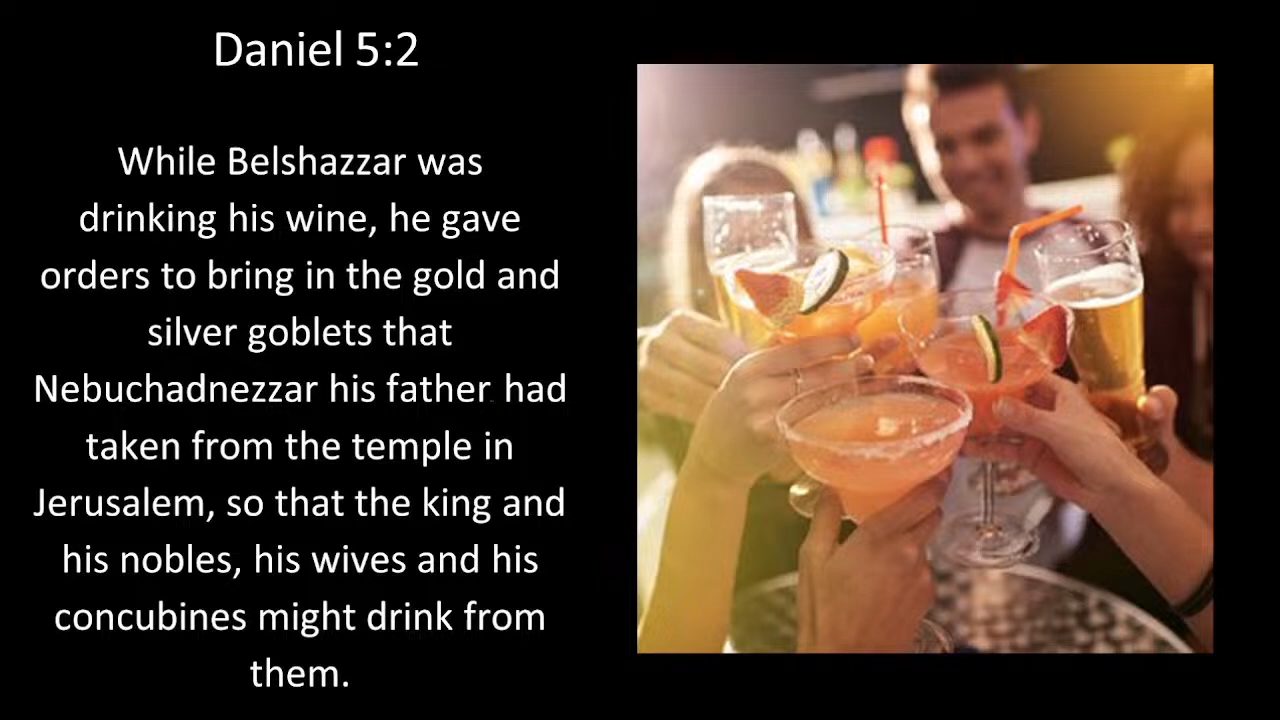 Daniel 5:2
While Belshazzar was
drinking his wine, he gave
orders to bring in the gold and
silver goblets that
Nebuchadnezzar his father had
taken from the temple in
Jerusalem, so that the king and
his nobles, his wives and his
concubines might drink from
them.